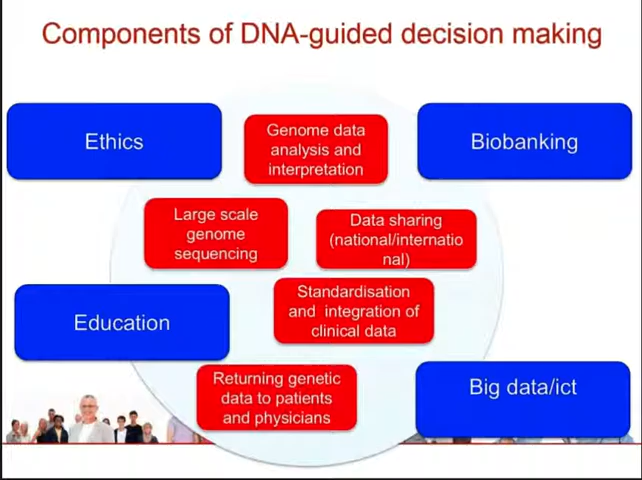 Components of DNA-guided decision making
Ethics
Genome data
analysis and
interpretation
Biobanking
Large scale
genome
sequencing
Data sharing
(national/internatio
nal)
Standardisation
and integration of
clinical data
Education
Returning genetic
data to patients
and physicians
Big data/ict